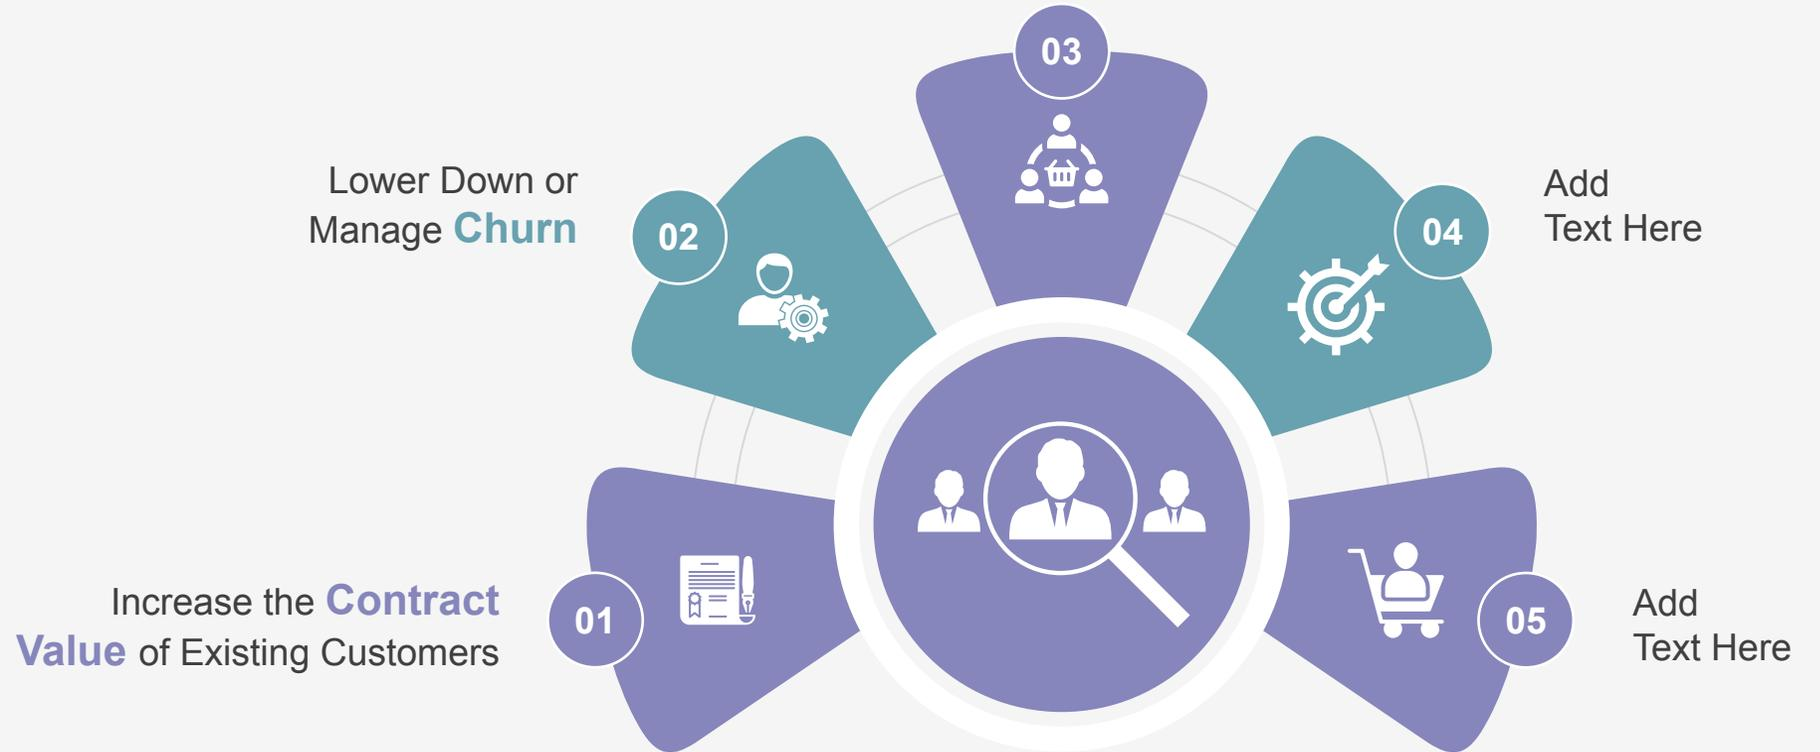 03
Lower Down or
Manage Churn
02
04
Add
Text Here
Increase the Contract
Value of Existing Customers
01
05
Add
Text Here